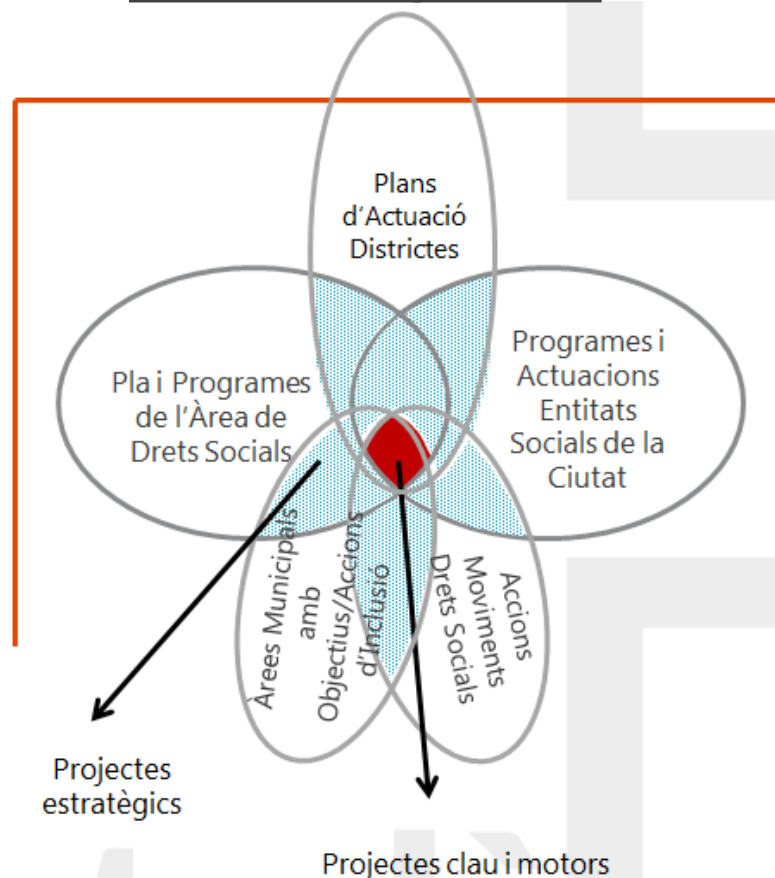 Plans
d'Actuació
Districtes
Pla i Programes
de l'Àrea de
Drets Socials
Programes i
Actuacions
Entitats
Socials de la
Ciutat
Àrees Municipals
amb
Objectius/Accions
d'Inclusió
Accions
Moviments
Drets Socials
Projectes
estratègics
Projectes clau i motors